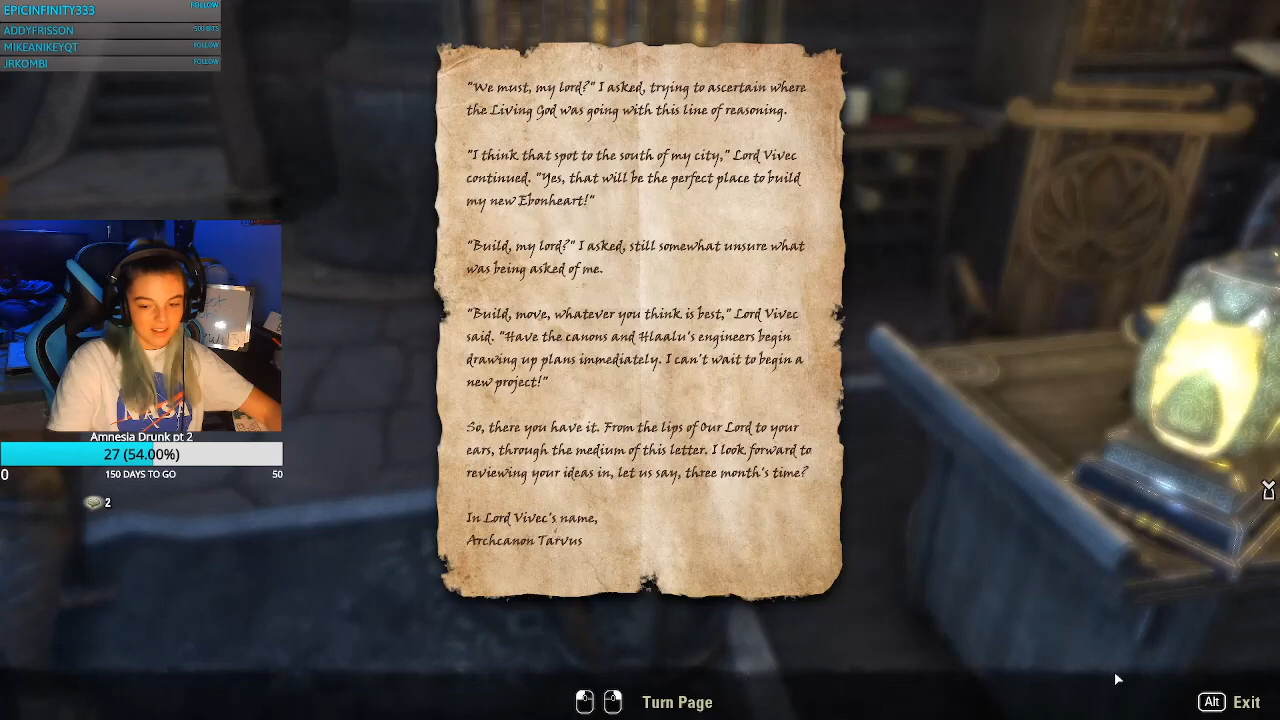 EPICINFINITY333 FOLLOW
ADDYFRISSON 500 BITS
MIKEANIKEYQT FOLLOW
JRKOMBI FOLLOW
"We must, my lord?" I asked, trying to ascertain where
the Living God was going with this line of reasoning.
"I think that spot to the south of my city," Lord Vivec
continued. "Yes, that will be the perfect place to build
my new Ebonheart!"
"Build, my lord?" I asked, still somewhat unsure what
was being asked of me.
"Build, move, whatever you think is best," Lord Vivec
said. "Have the canons and Hlaalu's engineers begin
drawing up plans immediately. I can't wait to begin a
new project!"
So, there you have it. From the lips of Our Lord to your
ears, through the medium of this letter. I look forward to
reviewing your ideas in, let us say, three month's time?
In Lord Vivec's name,
Archcanon Tarvus
NASA
Amnesia Drunk pt 2
27 (54.00%)
0 150 DAYS TO GO 50
2
Turn Page
Alt Exit